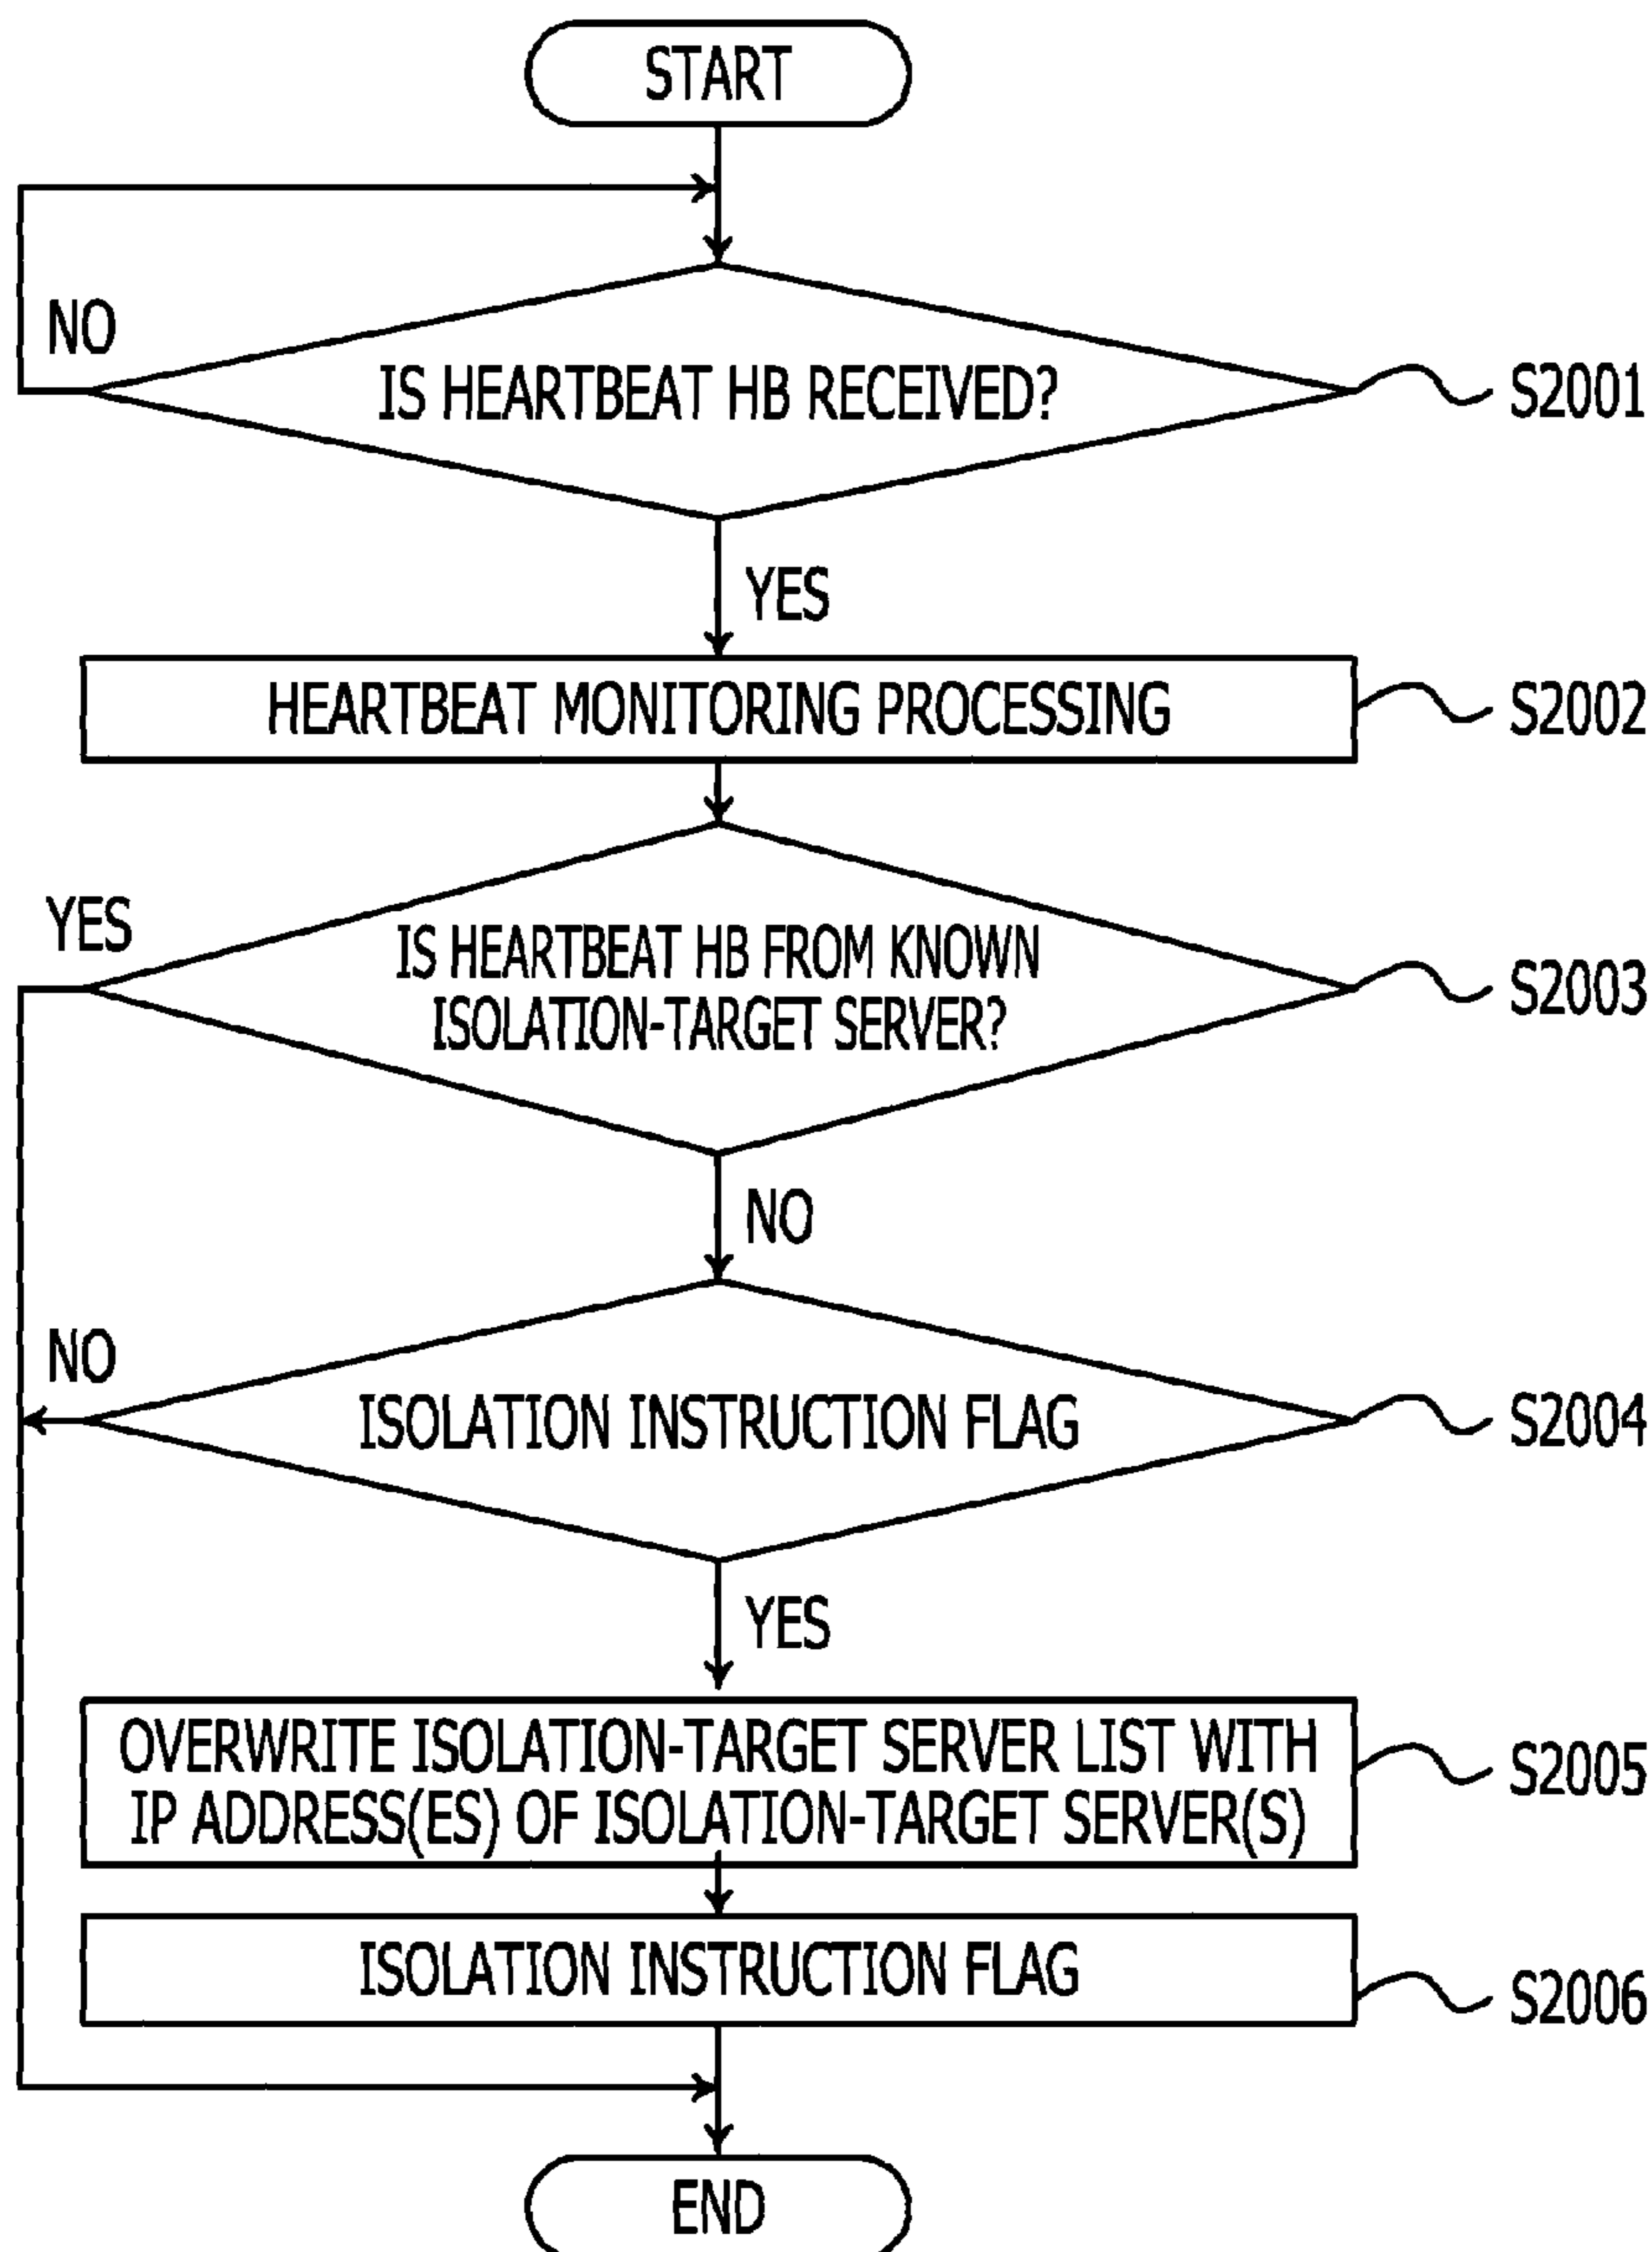 START
NO
IS HEARTBEAT HB RECEIVED?
S2001
YES
HEARTBEAT MONITORING PROCESSING
S2002
YES
IS HEARTBEAT HB FROM KNOWN
ISOLATION-TARGET SERVER?
S2003
NO
NO
ISOLATION INSTRUCTION FLAG
S2004
YES
OVERWRITE ISOLATION-TARGET SERVER LIST WITH
IP ADDRESS(ES) OF ISOLATION-TARGET SERVER(S)
S2005
ISOLATION INSTRUCTION FLAG
S2006
END